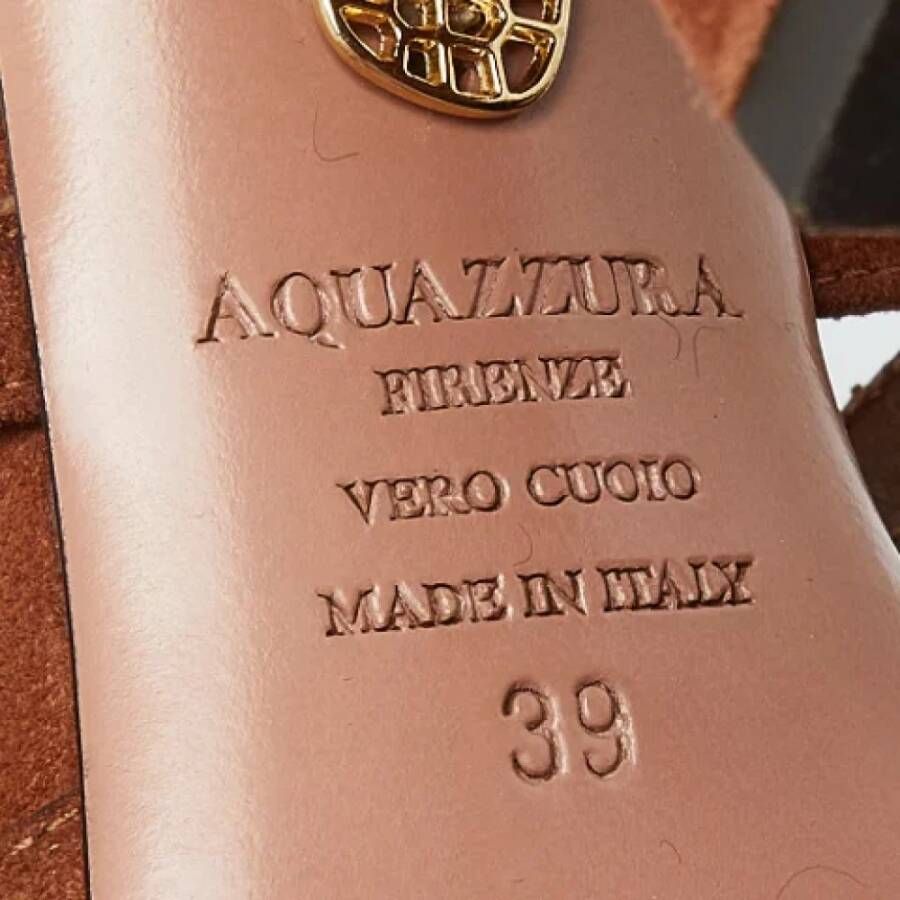 AQUAZZURA
FIRENZE
VERO CUOIO
MADE IN ITALY
39